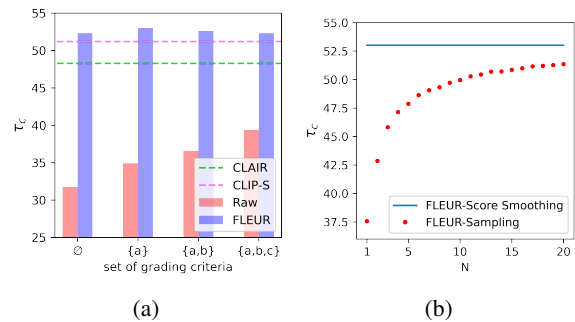 55
50
45
40
35
30
25
τc
CLAIR
CLIP-S
Raw
FLEUR
∅ {a} {a,b} {a,b,c}
set of grading criteria
(a)
55.0
52.5
50.0
47.5
45.0
42.5
40.0
37.5
τc
FLEUR-Score Smoothing
FLEUR-Sampling
1 5 10 15 20
N
(b)